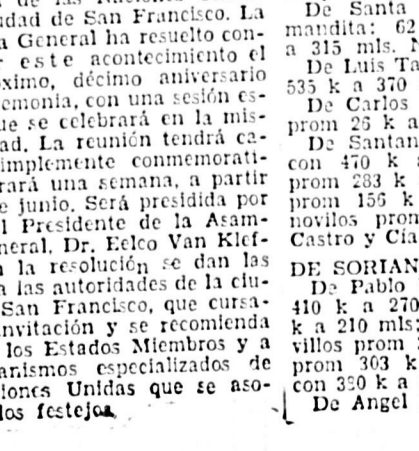 de las
udad de San Francisco. La
a General ha resuelto con-
r este acontecimiento el
óximo, décimo aniversario
emonia, con una sesión es-
ue se celebrará en la mis-
ad. La reunión tendrá ca-
implemente conmemorati-
rará una semana, a partir
e junio. Será presidida por
l Presidente de la Asam-
neral, Dr. Eelco Van Klef-
n la resolución se dan las
a las autoridades de la ciu-
San Francisco, que cursa-
nvitación y se recomienda
los Estados Miembros y a
anismos especializados de
iones Unidas que se aso-
los festejos.
De Santa
mandita: 62
a 315 mls. N
De Luis Ta
535 k a 370
De Carlos
prom 26 k a
De Santan
con 470 k a
prom 283 k
prom 156 k
novilos pron
Castro y Cía
DE SORIAN
De Pablo
410 k a 270
k a 210 mls;
villos prom
prom 303 k
con 390 k a
De Angel